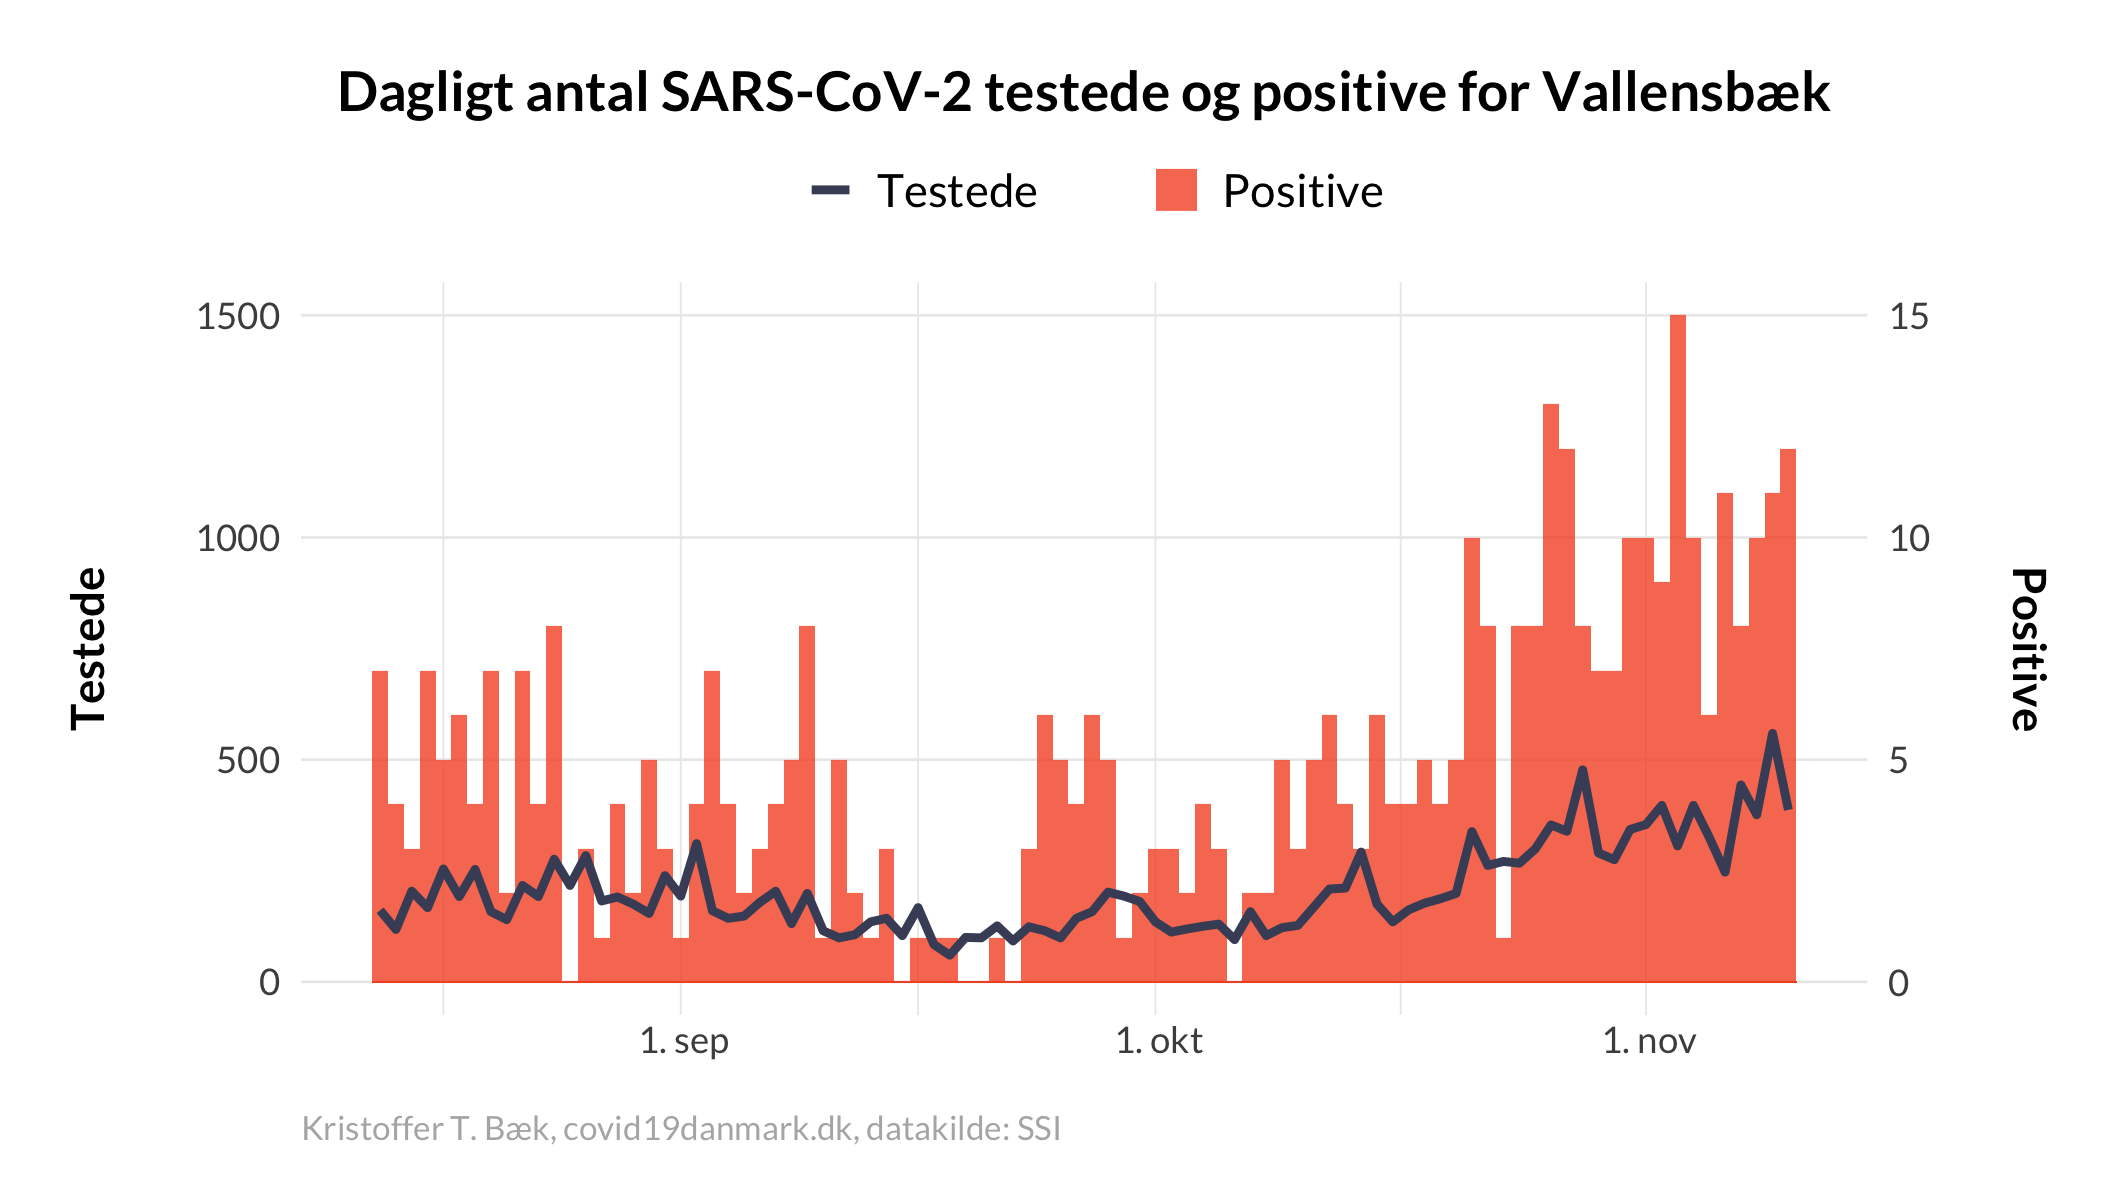 Dagligt antal SARS-CoV-2 testede og positive for Vallensbæk
Testede
Positive
1500
1000
500
0
Testede
15
10
5
0
Positive
1. sep
1. okt
1. nov
Kristoffer T. Bæk, covid19danmark.dk, datakilde: SSI